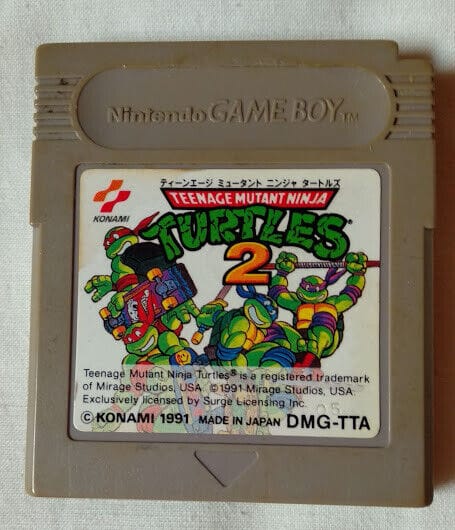 Nintendo GAME BOY TM
KONAMI
ティーンエージ ミュータント ニンジャ タートルズ
TEENAGE MUTANT NINJA
TURTLES®
2
Teenage Mutant Ninja Turtles® is a registered trademark
of Mirage Studios, USA. ©1991 Mirage Studios, USA.
Exclusively licensed by Surge Licensing Inc.
© KONAMI 1991 MADE IN JAPAN DMG-TTA